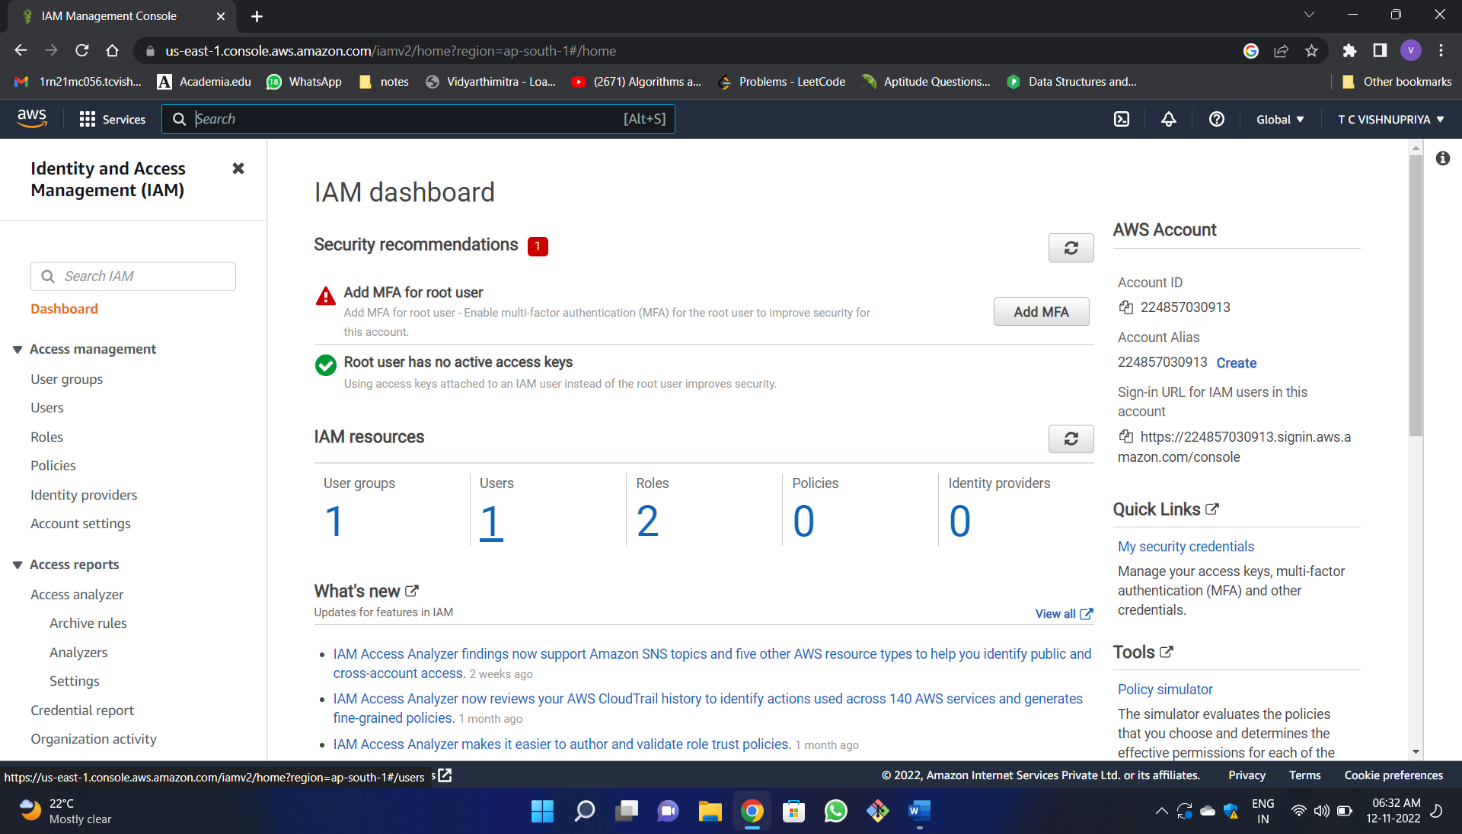 IAM Management Console
us-east-1.console.aws.amazon.com/iamv2/home?region=ap-south-1#/home
V
1rn21mc056.tcvish...
Academia.edu
18
WhatsApp
notes
Vidyarthimitra - Loa...
(2671) Algorithms a...
Problems - LeetCode
Aptitude Questions...
Data Structures and...
Other bookmarks
aws
Services
Search
[Alt+S]
Global
T C VISHNUPRIYA
Identity and Access
Management (IAM)
Search IAM
Dashboard
Access management
User groups
Users
Roles
Policies
Identity providers
Account settings
Access reports
Access analyzer
Archive rules
Analyzers
Settings
Credential report
Organization activity
IAM dashboard
Security recommendations 1
Add MFA for root user
Add MFA for root user - Enable multi-factor authentication (MFA) for the root user to improve security for
this account.
Add MFA
Root user has no active access keys
Using access keys attached to an IAM user instead of the root user improves security.
IAM resources
User groups
1
Users
1
Roles
2
Policies
0
Identity providers
0
What's new
Updates for features in IAM
View all
IAM Access Analyzer findings now support Amazon SNS topics and five other AWS resource types to help you identify public and
cross-account access. 2 weeks ago
IAM Access Analyzer now reviews your AWS CloudTrail history to identify actions used across 140 AWS services and generates
fine-grained policies. 1 month ago
IAM Access Analyzer makes it easier to author and validate role trust policies. 1 month ago
AWS Account
Account ID
224857030913
Account Alias
224857030913 Create
Sign-in URL for IAM users in this
account
https://224857030913.signin.aws.a
mazon.com/console
Quick Links
My security credentials
Manage your access keys, multi-factor
authentication (MFA) and other
credentials.
Tools
Policy simulator
The simulator evaluates the policies
that you choose and determines the
effective permissions for each of the
https://us-east-1.console.aws.amazon.com/iamv2/home?region=ap-south-1#/users
s
© 2022, Amazon Internet Services Private Ltd. or its affiliates.
Privacy
Terms
Cookie preferences
22°C
Mostly clear
ENG
IN
06:32 AM
12-11-2022